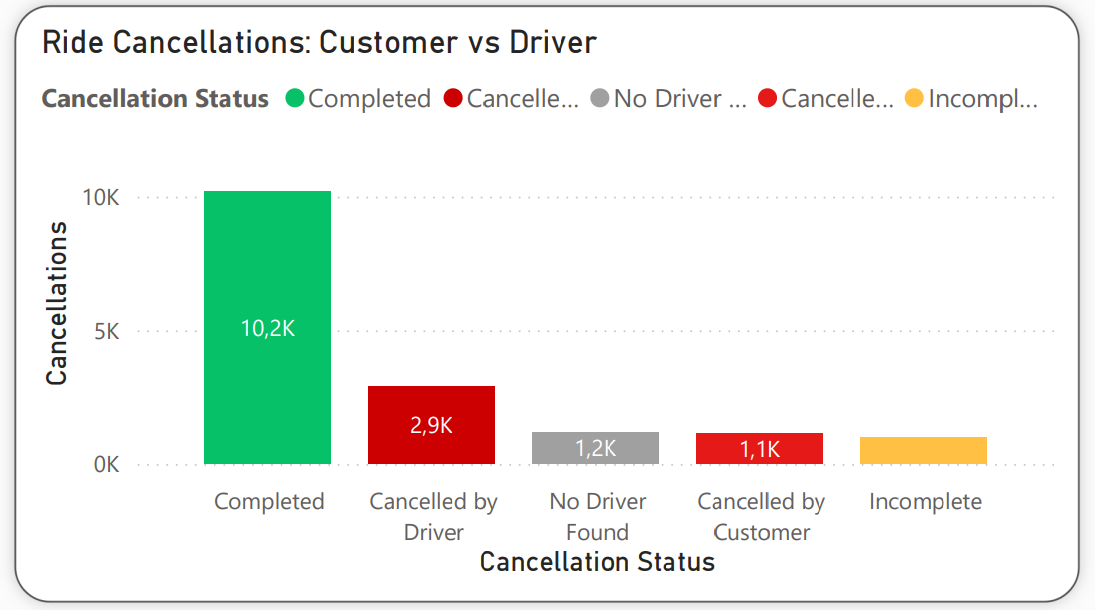 Ride Cancellations: Customer vs Driver
Cancellation Status Completed Cancelle... No Driver ... Cancelle... Incompl...
10K
5K
0K
Cancellations
10,2K
2,9K
1,2K
1,1K
Completed
Cancelled by
Driver
No Driver
Found
Cancelled by
Customer
Incomplete
Cancellation Status